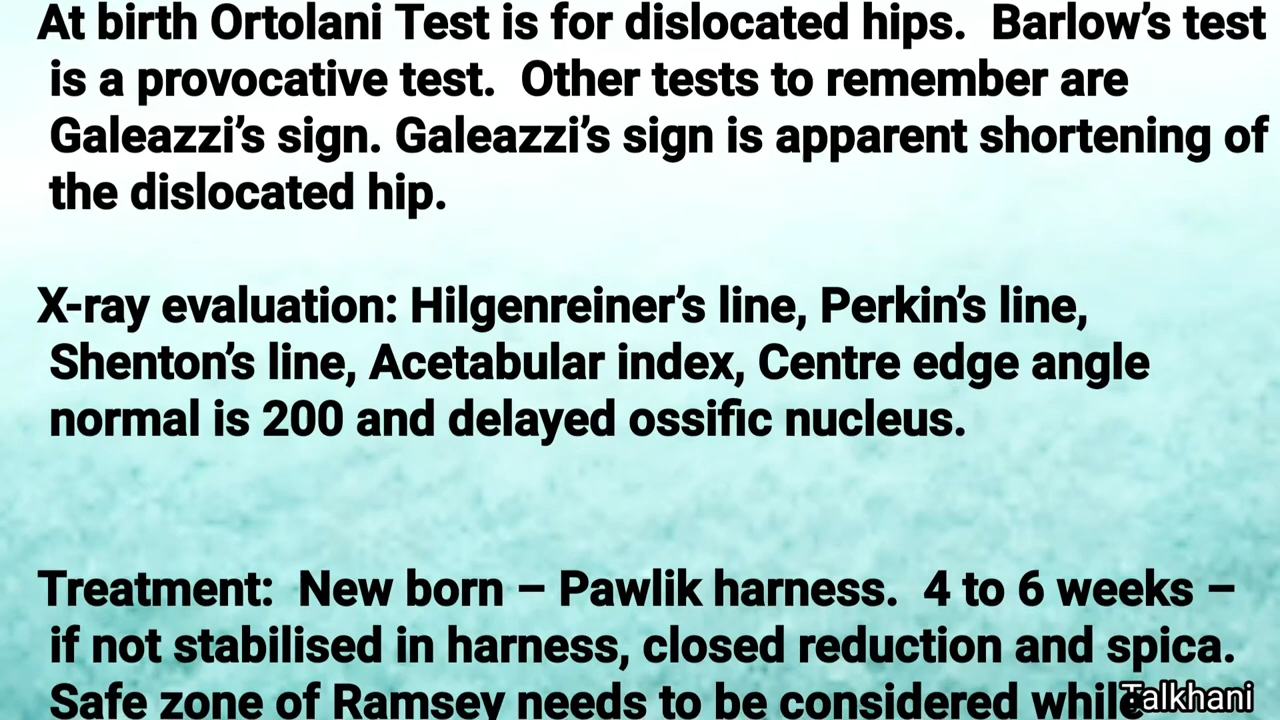 At birth Ortolani Test is for dislocated hips. Barlow's test
is a provocative test. Other tests to remember are
Galeazzi's sign. Galeazzi's sign is apparent shortening of
the dislocated hip.
X-ray evaluation: Hilgenreiner's line, Perkin's line,
Shenton's line, Acetabular index, Centre edge angle
normal is 200 and delayed ossific nucleus.
Treatment: New born – Pawlik harness. 4 to 6 weeks –
if not stabilised in harness, closed reduction and spica.
Safe zone of Ramsey needs to be considered while
Talkhani